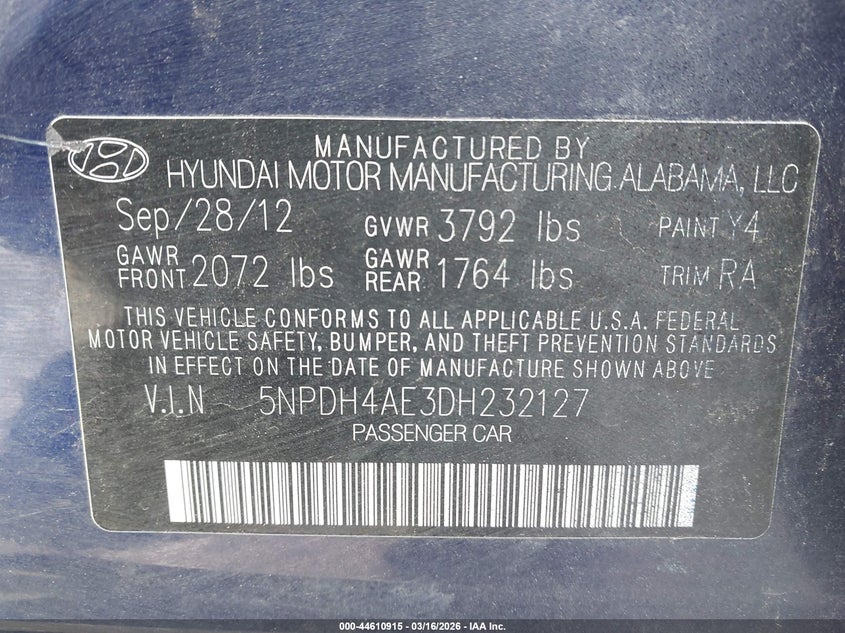 MANUFACTURED BY
HYUNDAI MOTOR MANUFACTURING ALABAMA, LLC
Sep/28/12 GVWR 3792 lbs PAINT Y4
GAWR FRONT 2072 lbs GAWR REAR 1764 lbs TRIM RA
THIS VEHICLE CONFORMS TO ALL APPLICABLE U.S.A. FEDERAL
MOTOR VEHICLE SAFETY, BUMPER, AND THEFT PREVENTION STANDARDS
IN EFFECT ON THE DATE OF MANUFACTURE SHOWN ABOVE
V.I.N 5NPDH4AE3DH232127
PASSENGER CAR
000-44610915 - 03/16/2026 - IAA Inc.